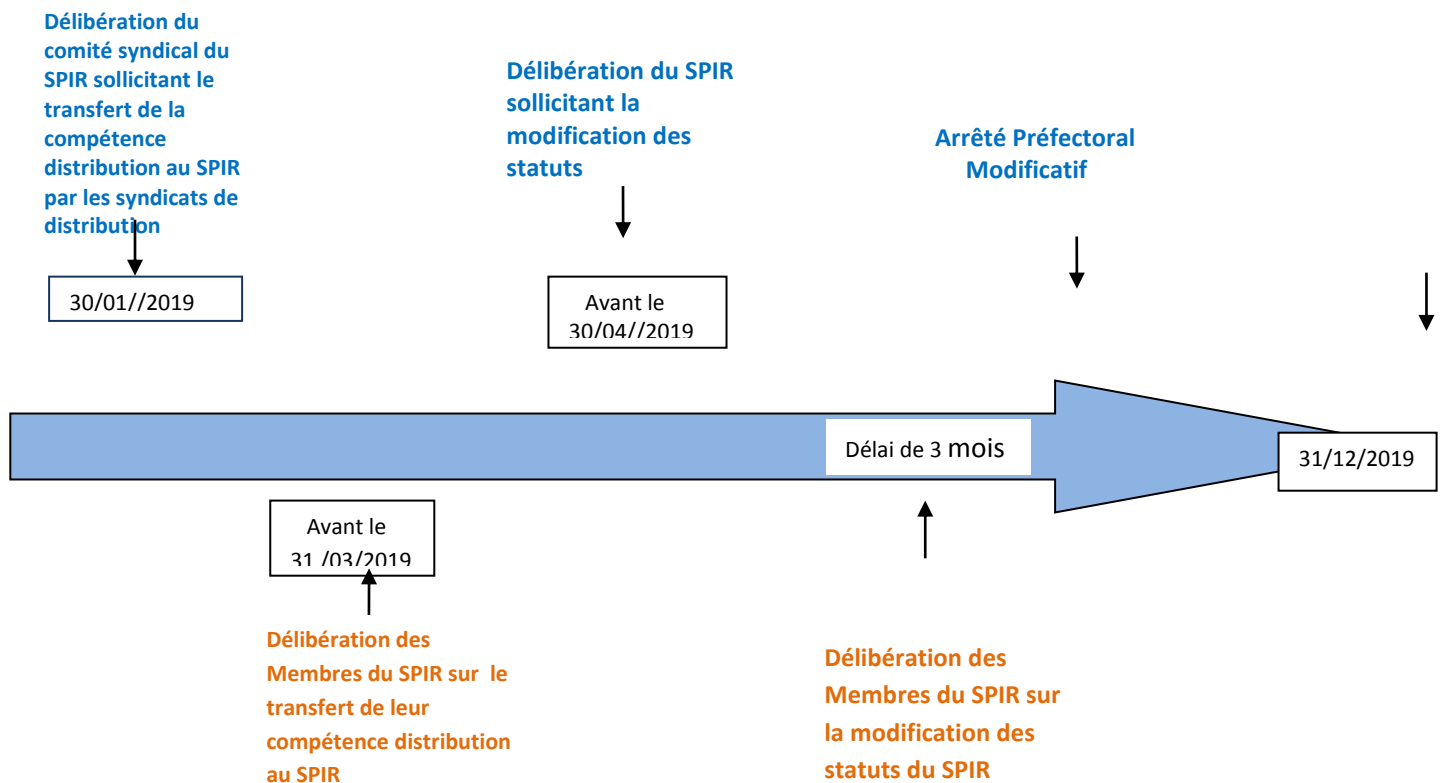 Délibération du
comité syndical du
SPIR sollicitant le
transfert de la
compétence
distribution au SPIR
par les syndicats de
distribution
30/01//2019
Délibération du SPIR
sollicitant la
modification des
statuts
Avant le
30/04//2019
Arrêté Préfectoral
Modificatif
Délai de 3 mois
31/12/2019
Avant le
31 /03/2019
Délibération des
Membres du SPIR sur le
transfert de leur
compétence distribution
au SPIR
Délibération des
Membres du SPIR sur
la modification des
statuts du SPIR